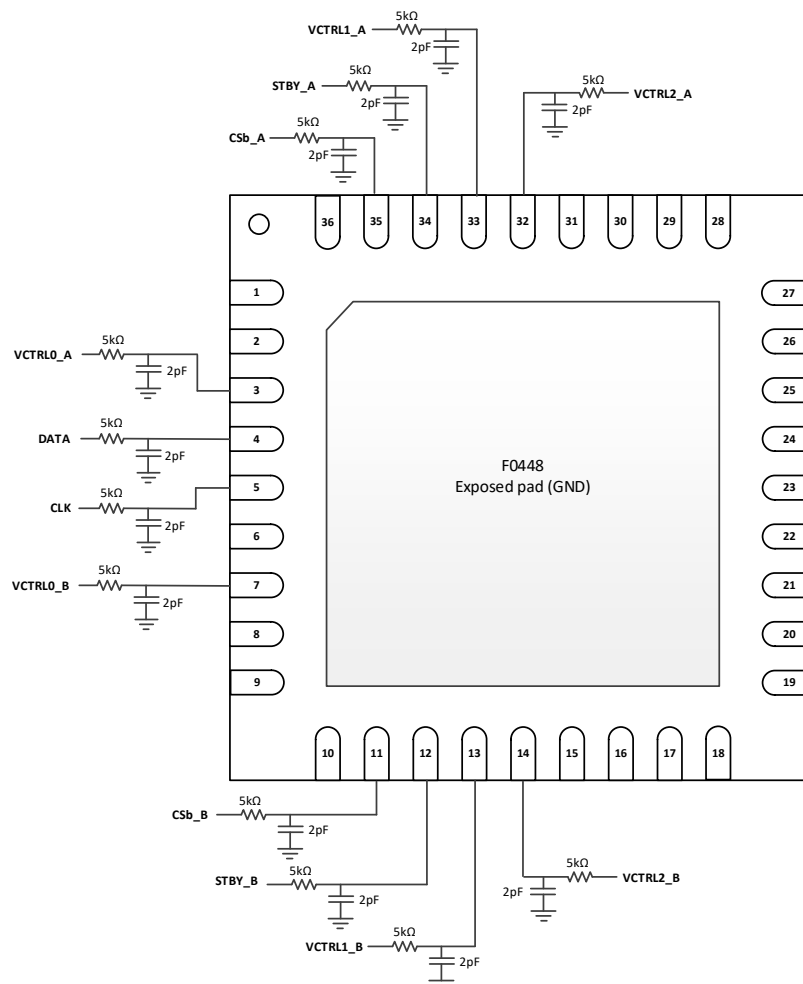 VCTRL1_A
5kΩ
2pF
STBY_A
5kΩ
2pF
5kΩ
VCTRL2_A
2pF
CSb_A
5kΩ
2pF
36
35
34
33
32
31
30
29
28
1
2
3
4
5
6
7
8
9
27
26
25
24
23
22
21
20
19
VCTRL0_A
5kΩ
2pF
DATA
5kΩ
2pF
CLK
5kΩ
2pF
VCTRL0_B
5kΩ
2pF
F0448
Exposed pad (GND)
10
11
12
13
14
15
16
17
18
CSb_B
5kΩ
2pF
STBY_B
5kΩ
2pF
5kΩ
VCTRL2_B
2pF
VCTRL1_B
5kΩ
2pF